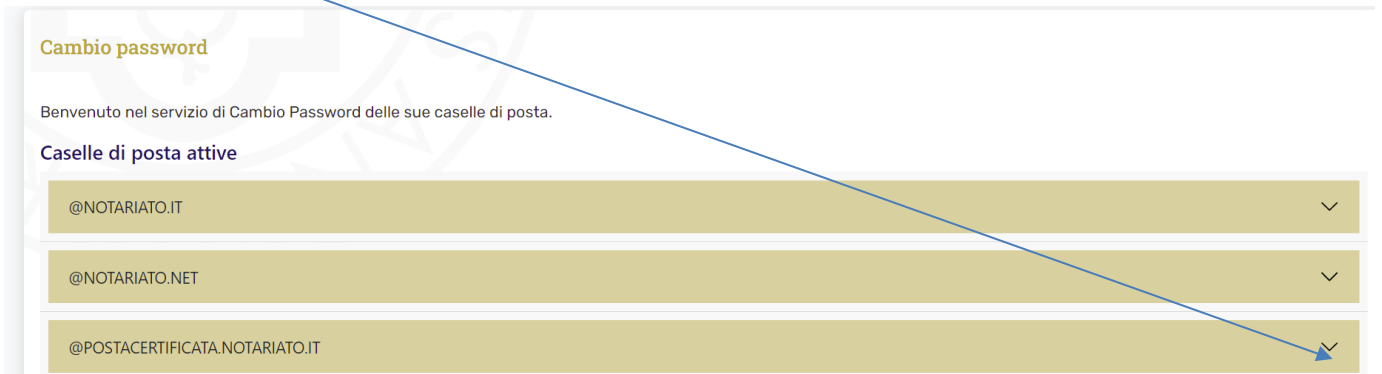 Cambio password
Benvenuto nel servizio di Cambio Password delle sue caselle di posta.
Caselle di posta attive
@NOTARIATO.IT
@NOTARIATO.NET
@POSTACERTIFICATA.NOTARIATO.IT